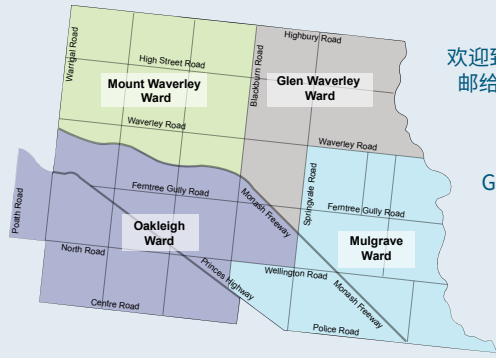 Highbury Road
Warrigal Road
High Street Road
Blackburn Road
Mount Waverley
Ward
Glen Waverley
Ward
Waverley Road
Waverley Road
Poath Road
Ferntree Gully Road
Monash Freeway
Springvale Road
Ferntree Gully Road
Oakleigh
Ward
Mulgrave
Ward
North Road
Princes Highway
Wellington Road
Monash Freeway
Centre Road
Police Road
欢迎
邮给
G